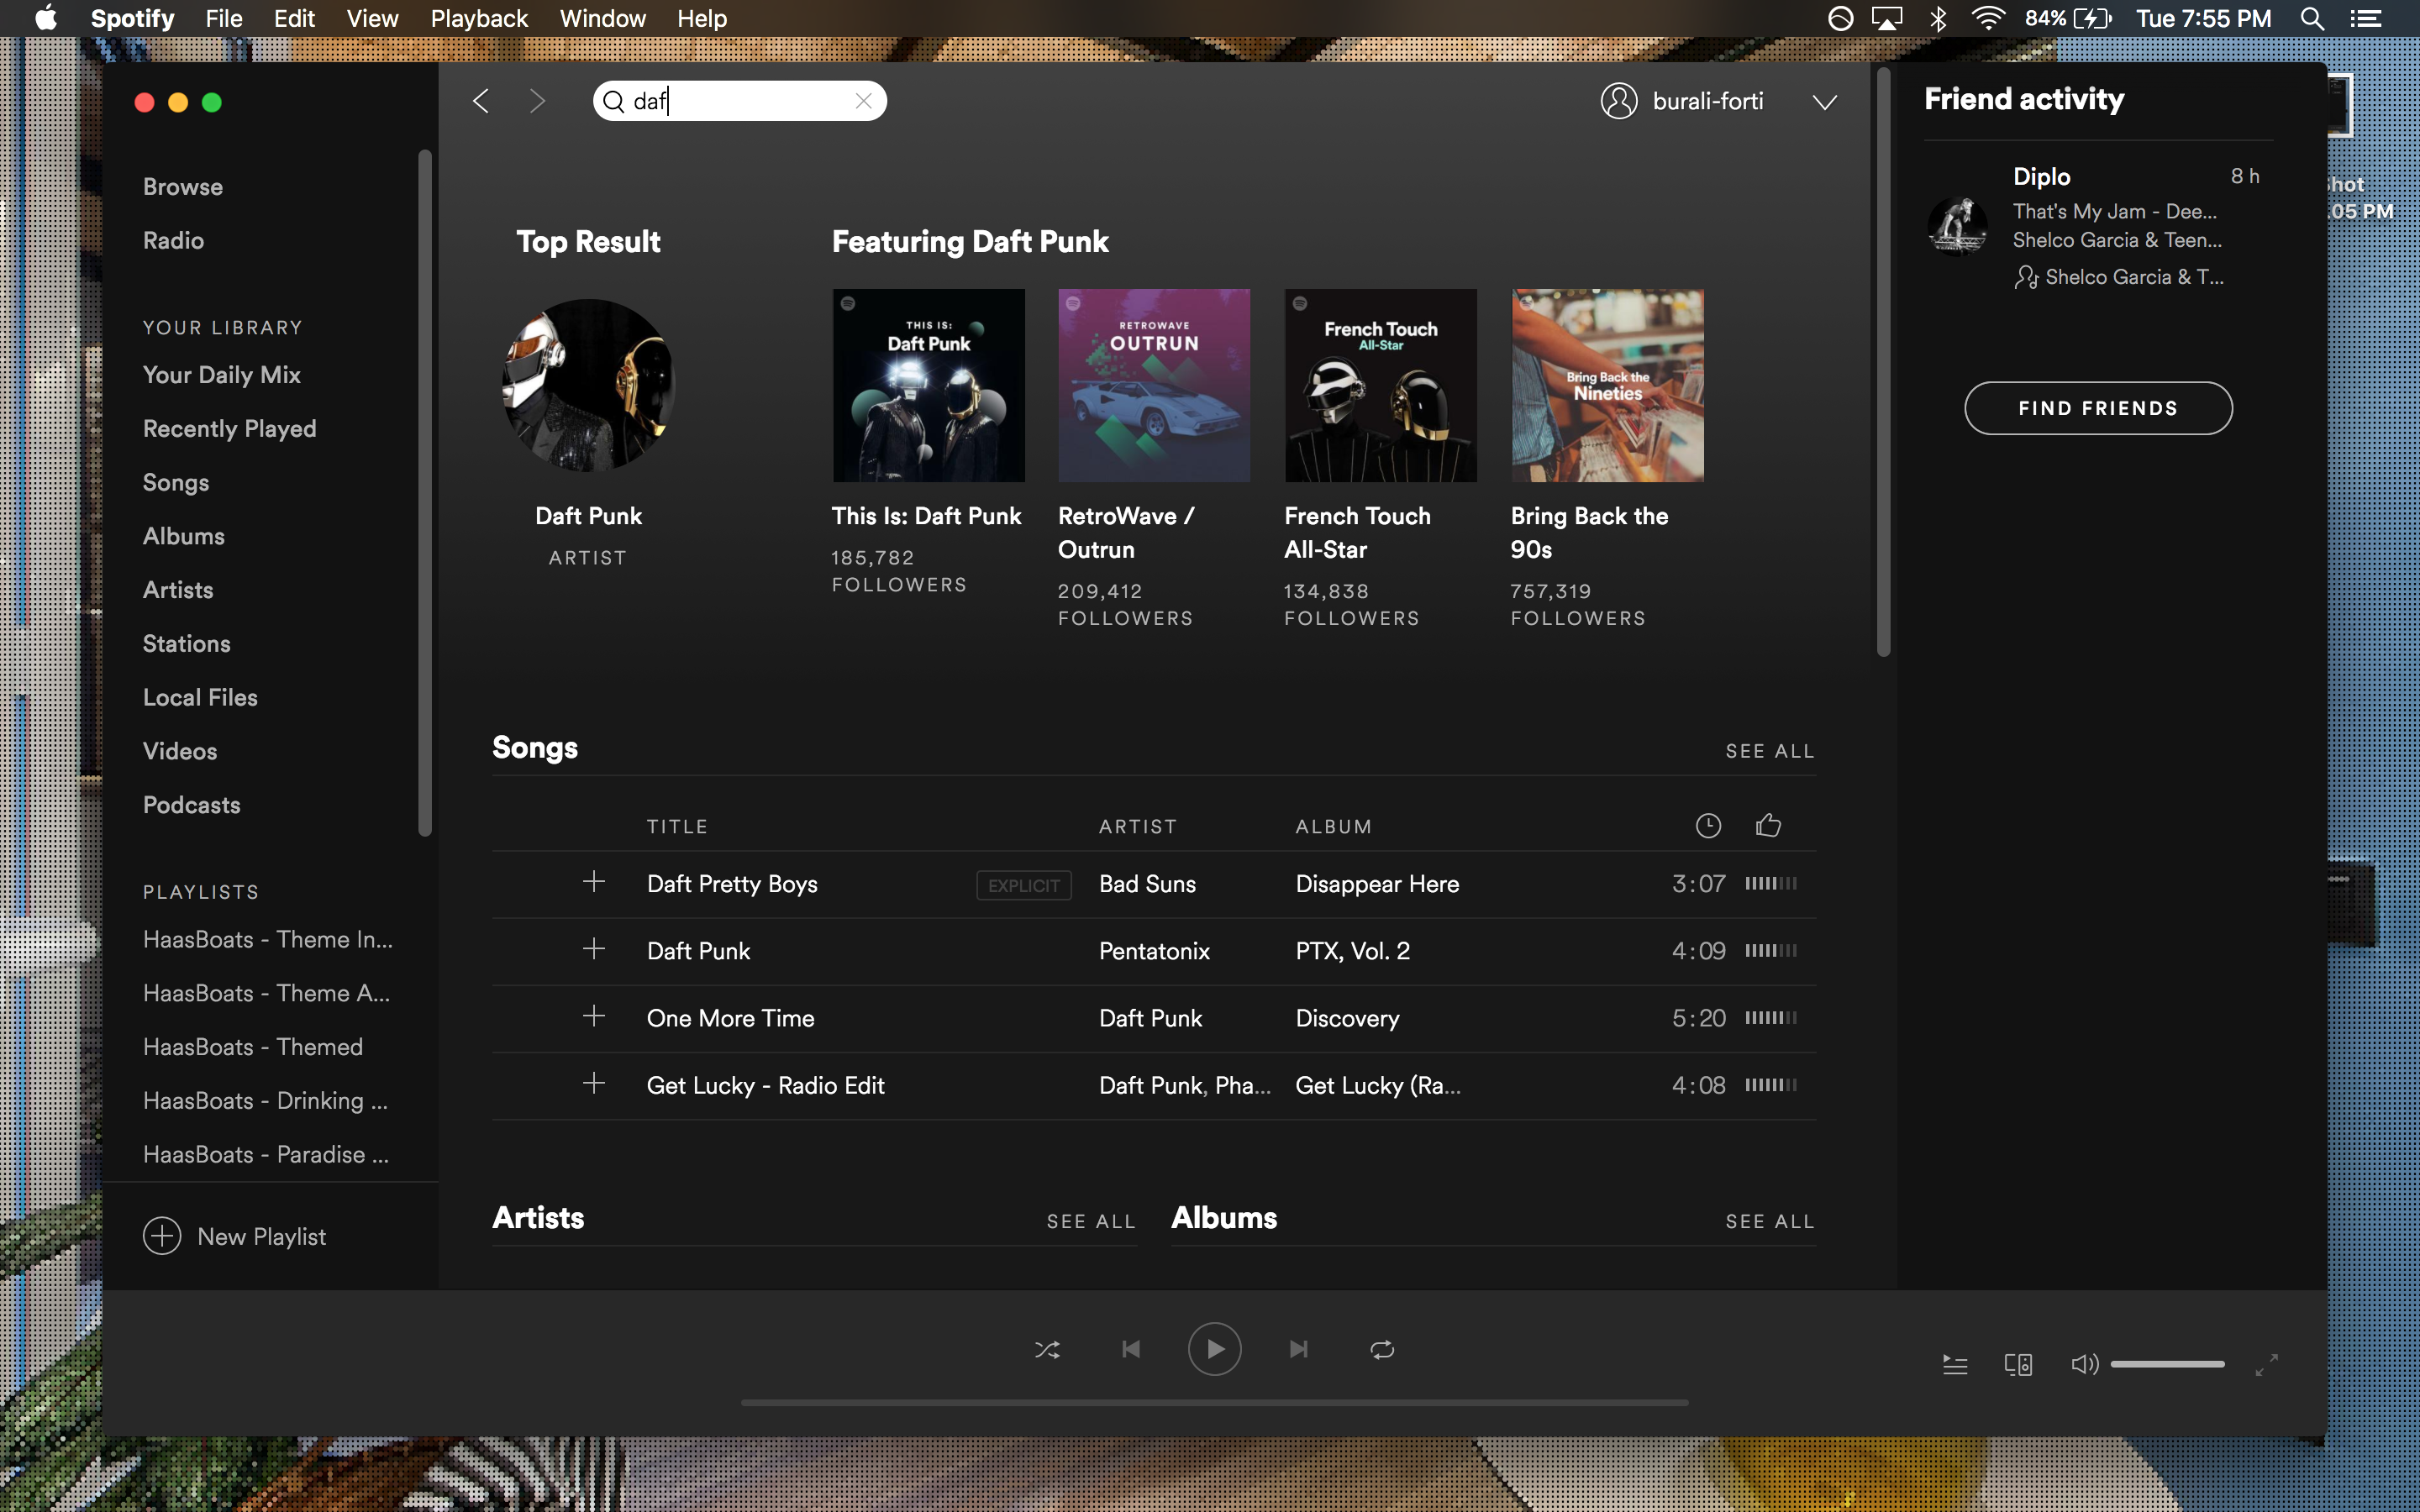 Spotify File Edit View Playback Window Help 84% Tue 7:55 PM
daf
burali-forti
Browse
Radio
YOUR LIBRARY
Your Daily Mix
Recently Played
Songs
Albums
Artists
Stations
Local Files
Videos
Podcasts
PLAYLISTS
HaasBoats - Theme In...
HaasBoats - Theme A...
HaasBoats - Themed
HaasBoats - Drinking ...
HaasBoats - Paradise ...
New Playlist
Top Result
Daft Punk
ARTIST
Featuring Daft Punk
THIS IS:
Daft Punk
This Is: Daft Punk
185,782
FOLLOWERS
RETROWAVE
OUTRUN
RetroWave /
Outrun
209,412
FOLLOWERS
French Touch
All-Star
French Touch
All-Star
134,838
FOLLOWERS
Bring Back the
Nineties
Bring Back the
90s
757,319
FOLLOWERS
Songs SEE ALL
TITLE ARTIST ALBUM
Daft Pretty Boys EXPLICIT Bad Suns Disappear Here 3:07
Daft Punk Pentatonix PTX, Vol. 2 4:09
One More Time Daft Punk Discovery 5:20
Get Lucky - Radio Edit Daft Punk, Pha... Get Lucky (Ra... 4:08
Artists SEE ALL
Albums SEE ALL
Friend activity
Diplo 8 h
That's My Jam - Dee...
Shelco Garcia & Teen...
Shelco Garcia & T...
FIND FRIENDS
.05 PM